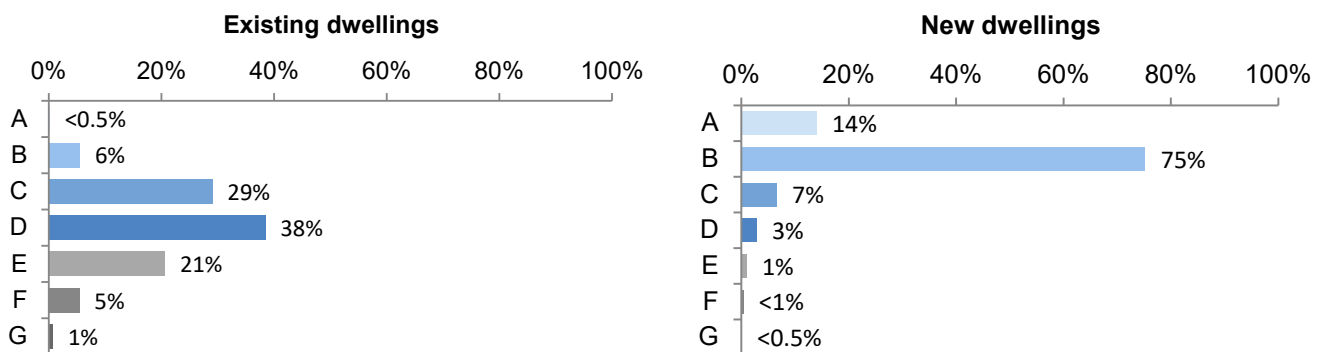 Existing dwellings
0% 20% 40% 60% 80% 100%
A <0.5%
B 6%
C 29%
D 38%
E 21%
F 5%
G 1%
New dwellings
0% 20% 40% 60% 80% 100%
A 14%
B 75%
C 7%
D 3%
E 1%
F <1%
G <0.5%